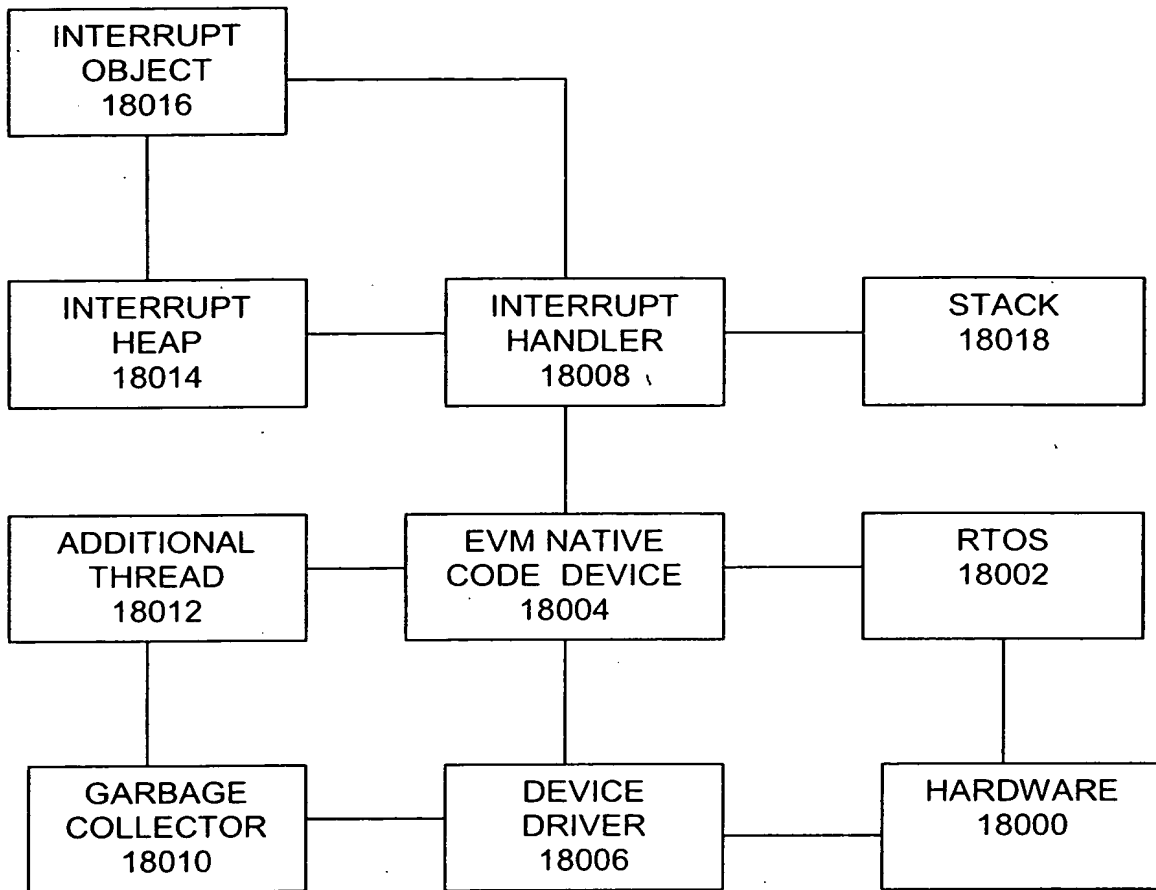 INTERRUPT
OBJECT
18016
INTERRUPT
HEAP
18014
INTERRUPT
HANDLER
18008
STACK
18018
ADDITIONAL
THREAD
18012
EVM NATIVE
CODE DEVICE
18004
RTOS
18002
GARBAGE
COLLECTOR
18010
DEVICE
DRIVER
18006
HARDWARE
18000